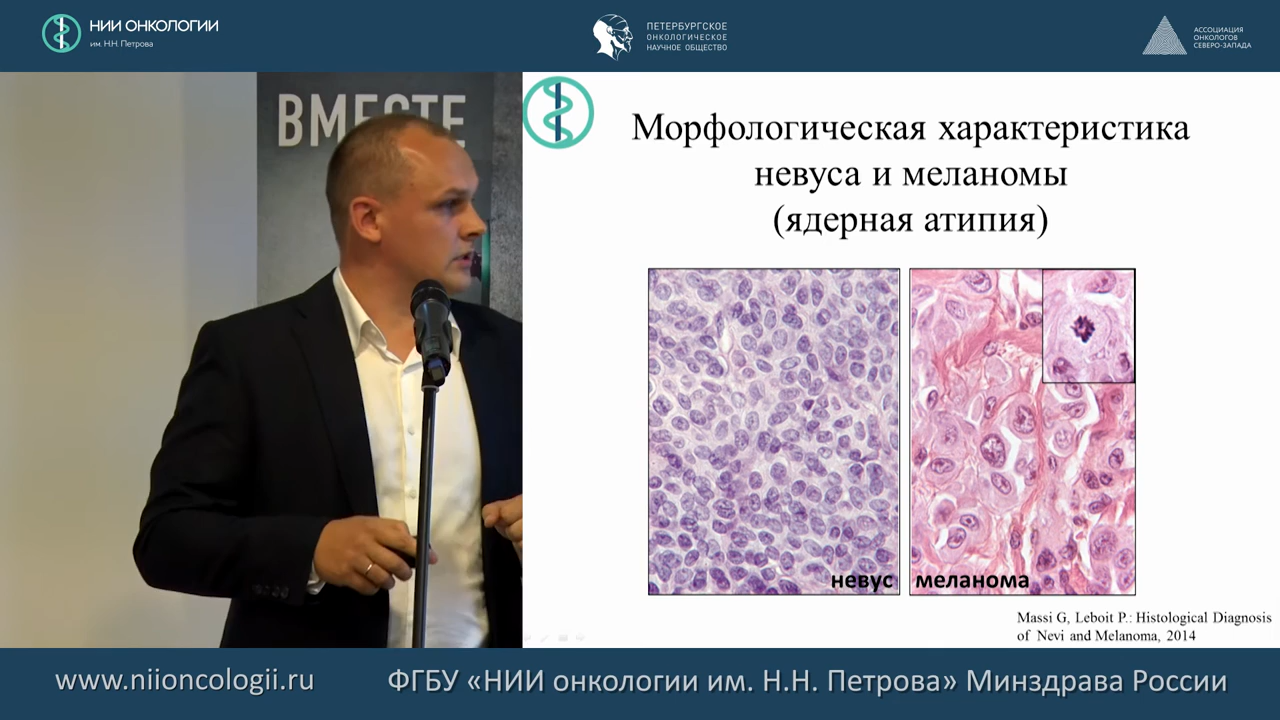 НИИ ОНКОЛОГИИ
им. Н.Н. Петрова
ПЕТЕРБУРГСКОЕ
ОНКОЛОГИЧЕСКОЕ
НАУЧНОЕ ОБЩЕСТВО
АССОЦИАЦИЯ
ОНКОЛОГОВ
СЕВЕРО-ЗАПАДА
ВМЕСТЕ
Морфологическая характеристика
невуса и меланомы
(ядерная атипия)
невус
меланома
Massi G, Leboit P.: Histological Diagnosis
of Nevi and Melanoma, 2014
www.niioncologii.ru
ФГБУ «НИИ онкологии им. Н.Н. Петрова» Минздрава России